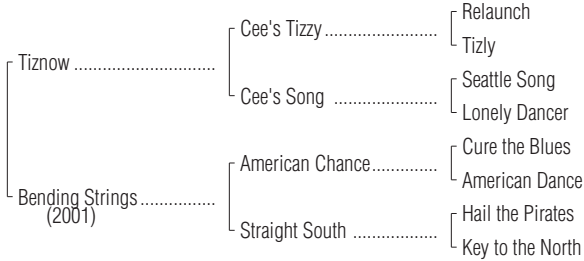 Relaunch
Cee's Tizzy
Tizly
Tiznow
Seattle Song
Cee's Song
Lonely Dancer
Cure the Blues
American Chance
American Dance
Bending Strings
(2001)
Hail the Pirates
Straight South
Key to the North